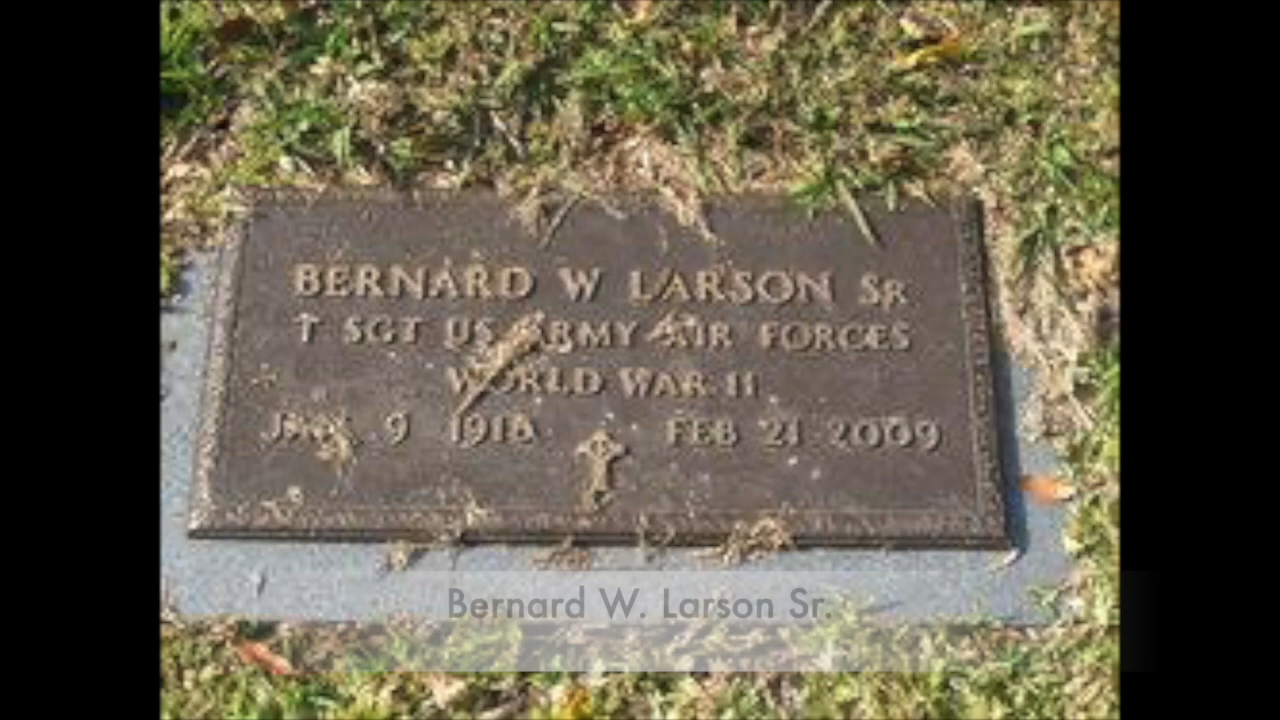 BERNARD W LARSON SR
T SGT US ARMY AIR FORCES
WORLD WAR II
JAN 9 1918 FEB 21 2009
Bernard W. Larson Sr.